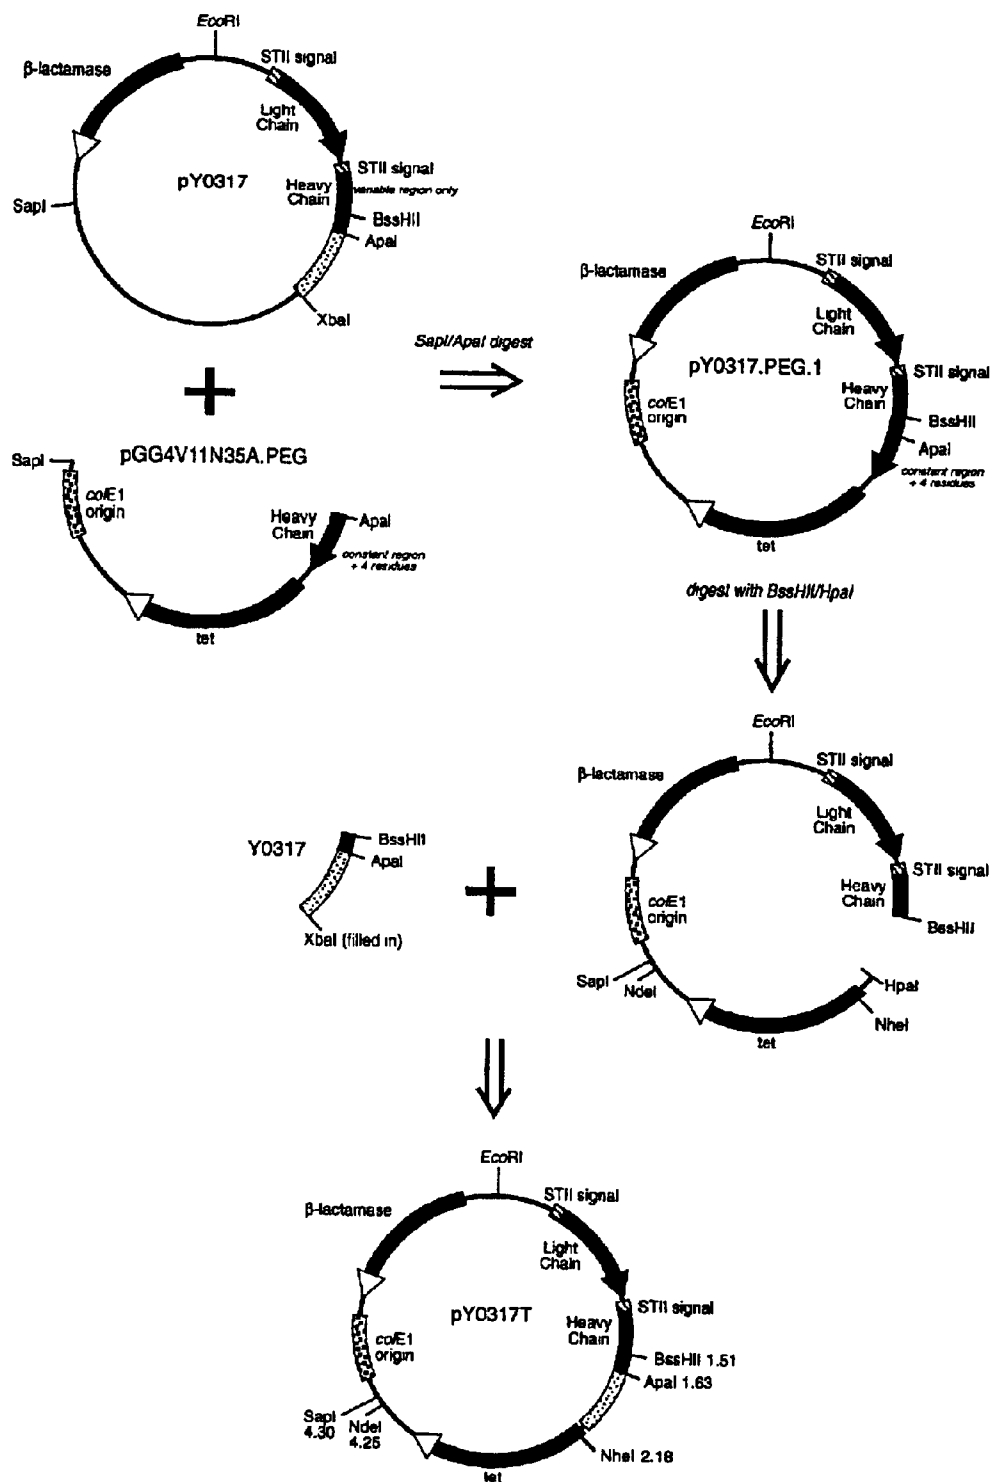 EcoRI
STII signal
β-lactamase
Light
Chain
STII signal
pY0317
Heavy
Chain
variable region only
SapI
BssHII
ApaI
XbaI
EcoRI
STII signal
β-lactamase
Light
Chain
SapI/ApaI digest
pY0317.PEG.1
STII signal
Heavy
Chain
colE1
origin
BssHII
ApaI
constant region
+ 4 residues
tet
+
pGG4V11N35A.PEG
SapI
colE1
origin
Heavy
Chain
ApaI
constant region
+ 4 residues
tet
digest with BssHII/HpaI
EcoRI
STII signal
β-lactamase
Light
Chain
Y0317
BssHII
ApaI
XbaI (filled in)
+
STII signal
Heavy
Chain
colE1
origin
BssHII
SapI
NdeI
HpaI
NheI
tet
EcoRI
STII signal
β-lactamase
Light
Chain
pY0317T
STII signal
Heavy
Chain
colE1
origin
BssHII 1.51
ApaI 1.63
SapI
4.30
NdeI
4.25
NheI 2.18
tet